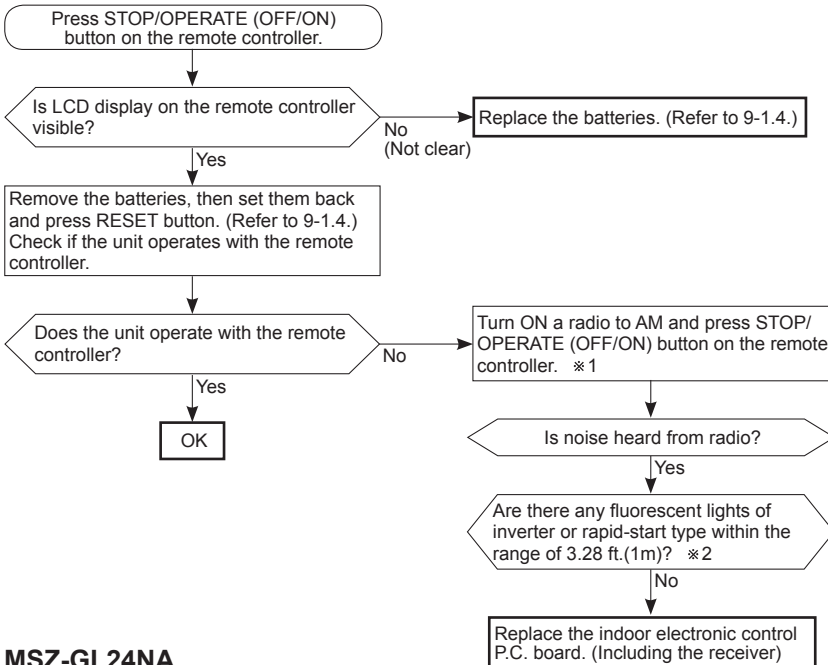 Press STOP/OPERATE (OFF/ON)
button on the remote controller.
Is LCD display on the remote controller
visible?
No
(Not clear)
Replace the batteries. (Refer to 9-1.4.)
Yes
Remove the batteries, then set them back
and press RESET button. (Refer to 9-1.4.)
Check if the unit operates with the remote
controller.
Does the unit operate with the remote
controller?
No
Yes
OK
Turn ON a radio to AM and press STOP/
OPERATE (OFF/ON) button on the remote
controller. ※1
Is noise heard from radio?
Yes
Are there any fluorescent lights of
inverter or rapid-start type within the
range of 3.28 ft.(1m)? ※2
No
Replace the indoor electronic control
P.C. board. (Including the receiver)
MSZ-GL24NA